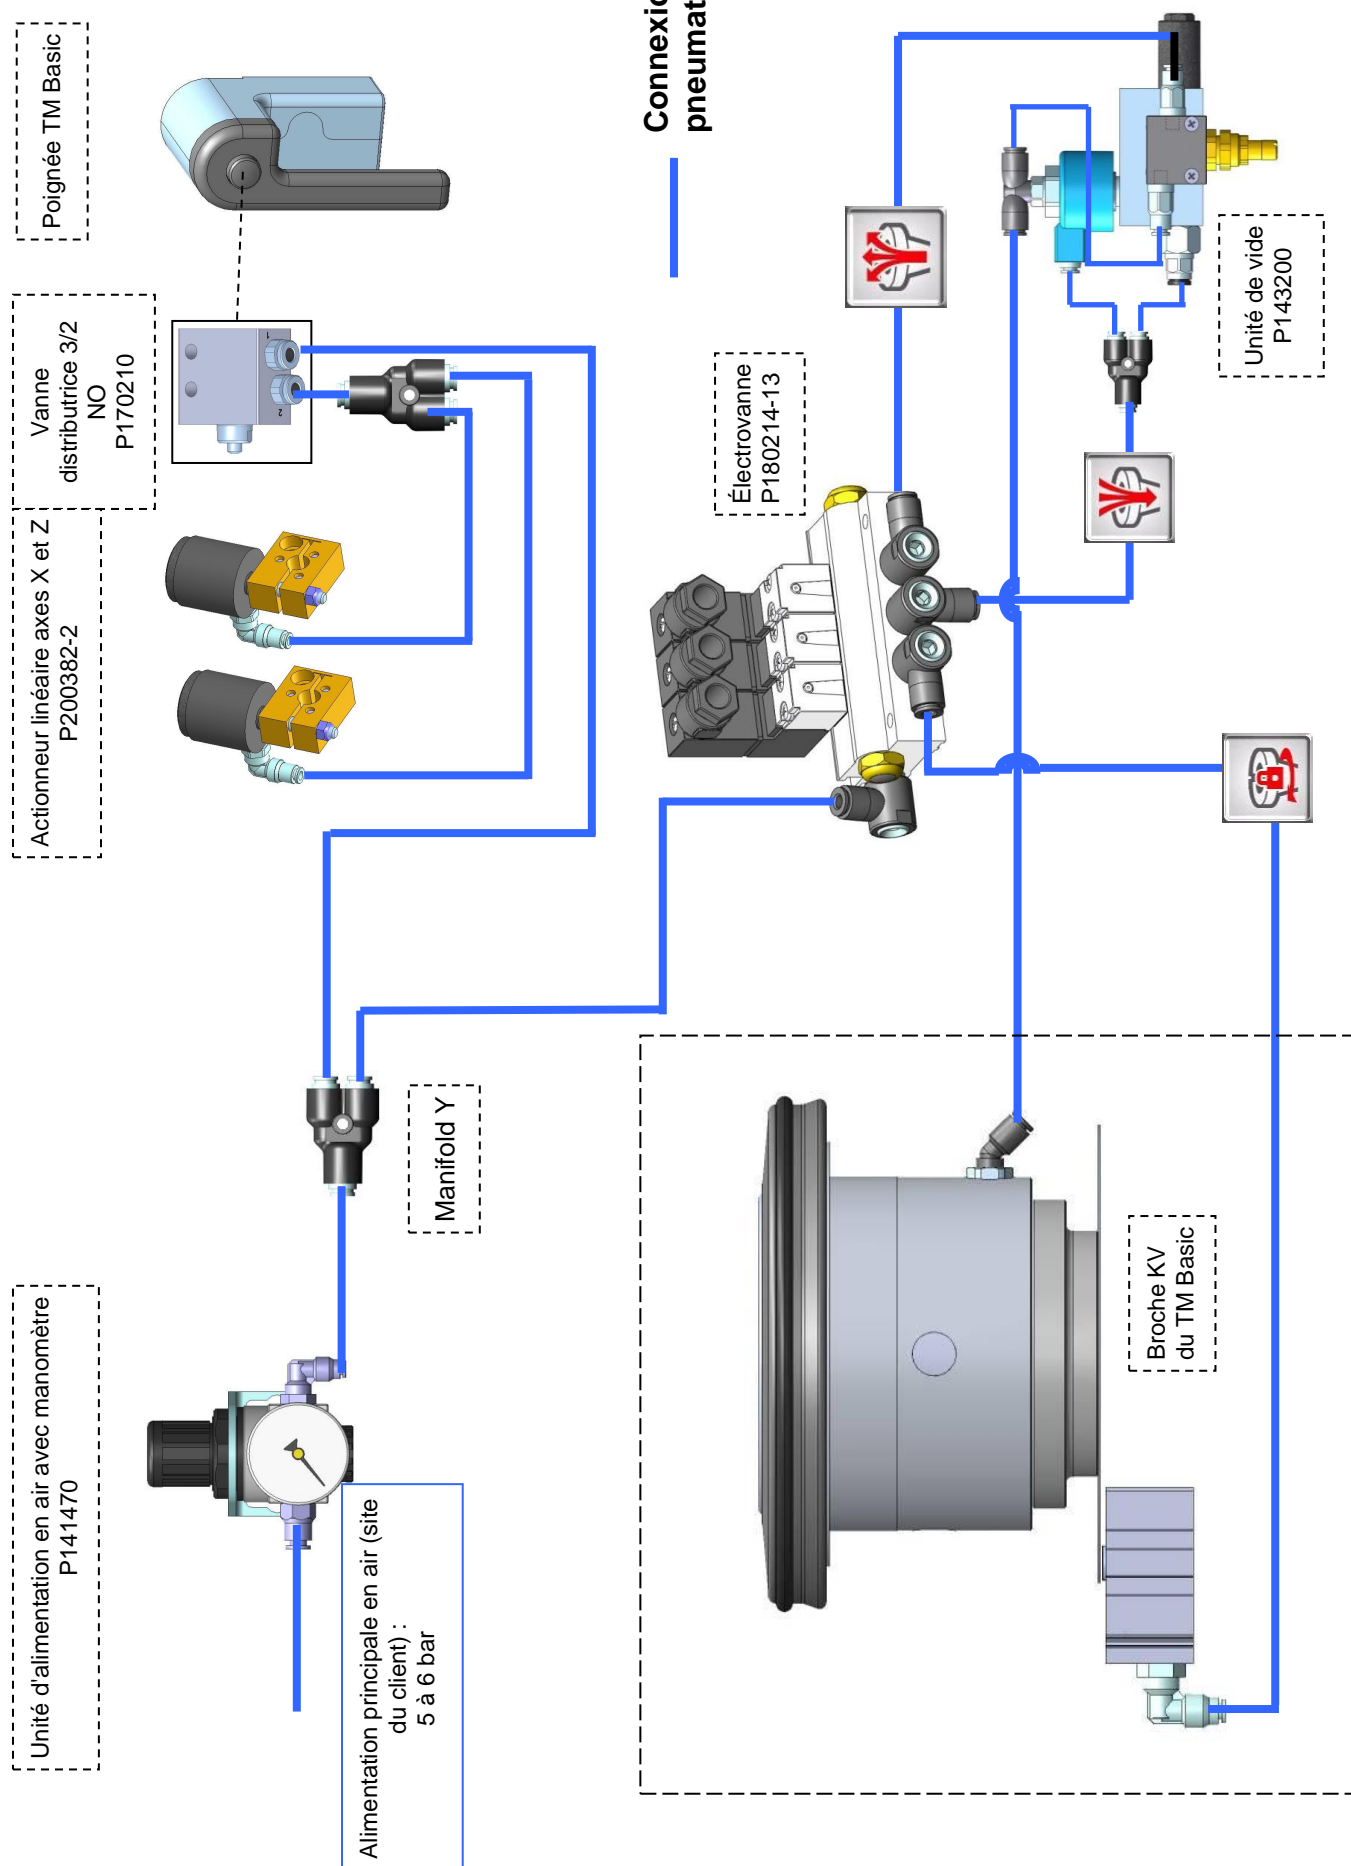 Unité d'alimentation en air avec manomètre
P141470
Actionneur linéaire axes X et Z
P200382-2
Vanne
distributrice 3/2
NO
P170210
Poignée TM Basic
2
1
Alimentation principale en air (site
du client) :
5 à 6 bar
Manifold Y
Connexio
pneumat
Électrovanne
P180214-13
Broche KV
du TM Basic
Unité de vide
P143200